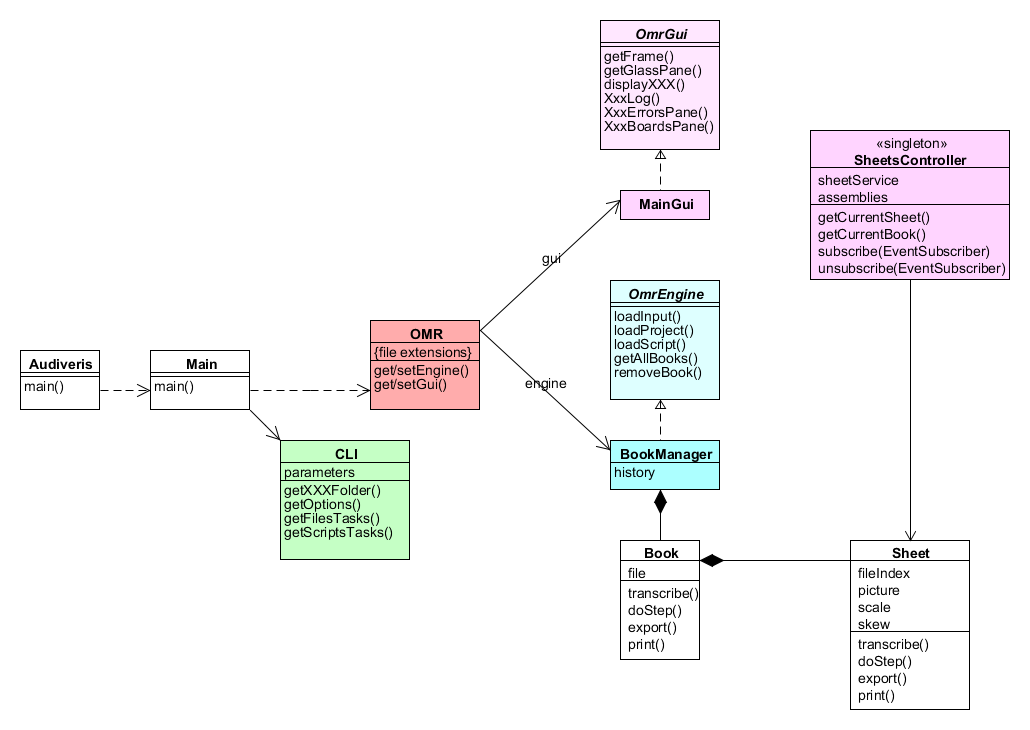 OmrGui
getFrame()
getGlassPane()
displayXXX()
XxxLog()
XxxErrorsPane()
XxxBoardsPane()
«singleton»
SheetsController
sheetService
assemblies
getCurrentSheet()
getCurrentBook()
subscribe(EventSubscriber)
unsubscribe(EventSubscriber)
MainGui
gui
OmrEngine
loadInput()
loadProject()
loadScript()
getAllBooks()
removeBook()
OMR
{file extensions}
get/setEngine()
get/setGui()
Audiveris
main()
Main
main()
engine
CLI
parameters
getXXXFolder()
getOptions()
getFilesTasks()
getScriptsTasks()
BookManager
history
Book
file
transcribe()
doStep()
export()
print()
Sheet
fileIndex
picture
scale
skew
transcribe()
doStep()
export()
print()